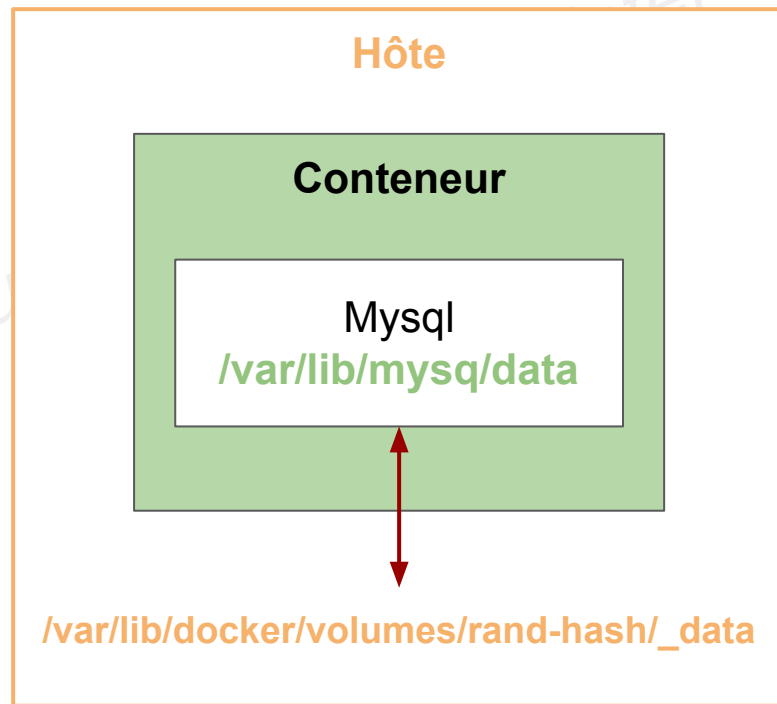 Hôte
Conteneur
Mysql
/var/lib/mysq/data
/var/lib/docker/volumes/rand-hash/_data